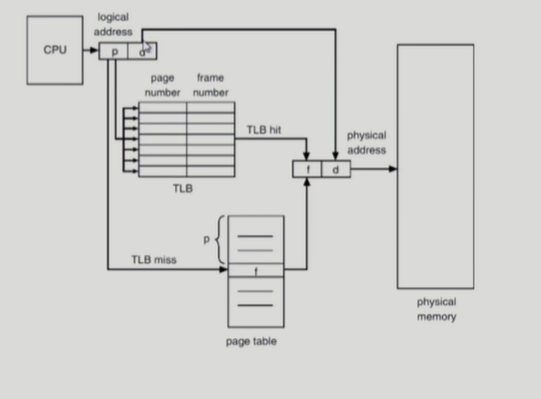 logical
address
CPU
p d
page
number
frame
number
TLB hit
physical
address
f d
TLB
p
TLB miss
f
physical
memory
page table